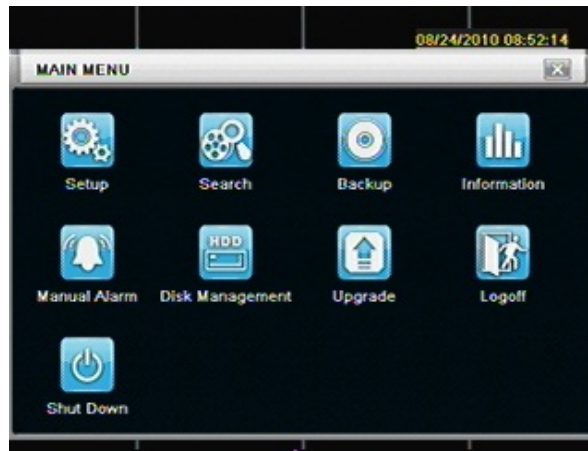 08/24/2010 08:52:14
MAIN MENU
Setup Search Backup Information
HDD
Manual Alarm Disk Management Upgrade Logoff
Shut Down